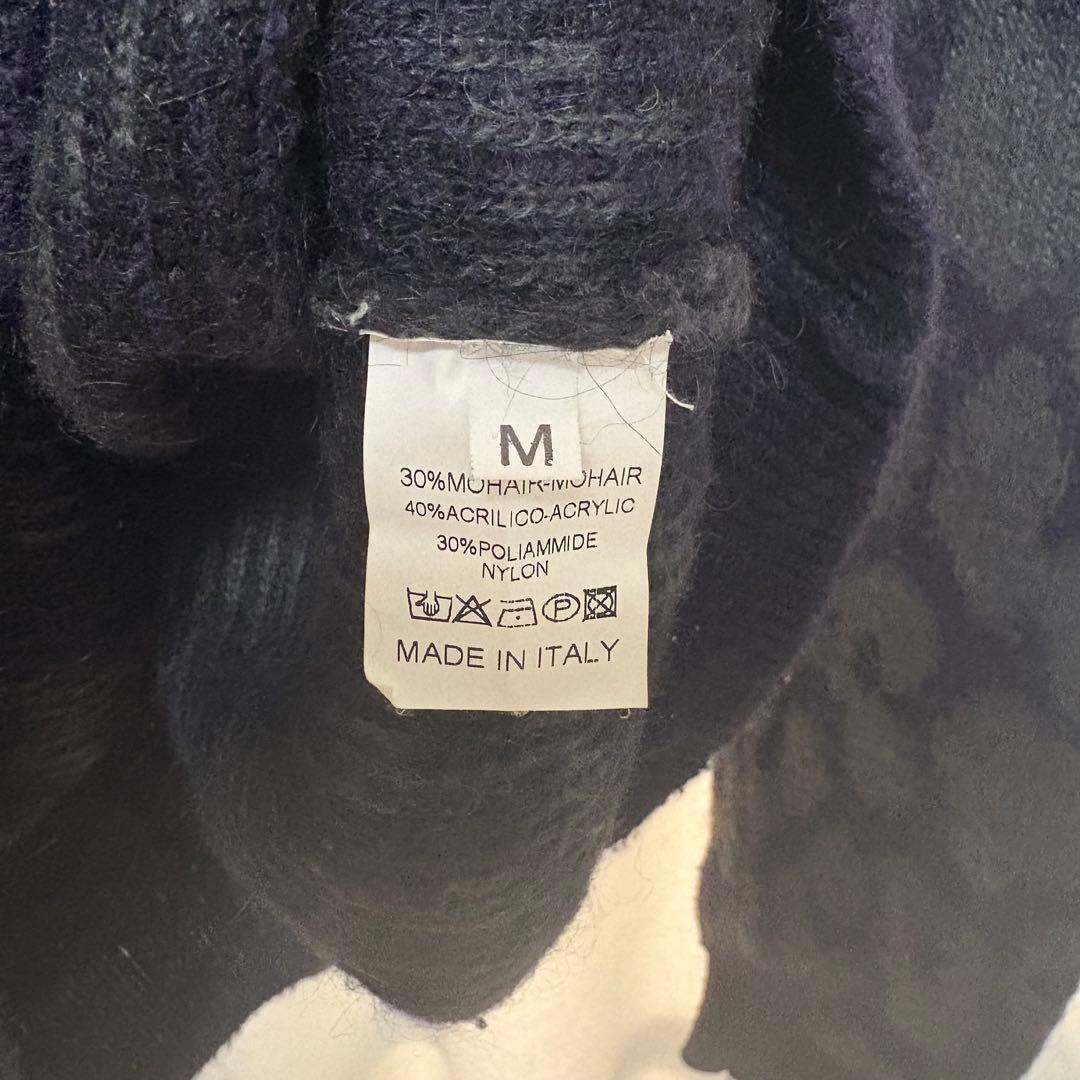 M
30%MOHAIR-MOHAIR
40%ACRILICO-ACRYLIC
30%POLIAMMIDE
NYLON
P
MADE IN ITALY